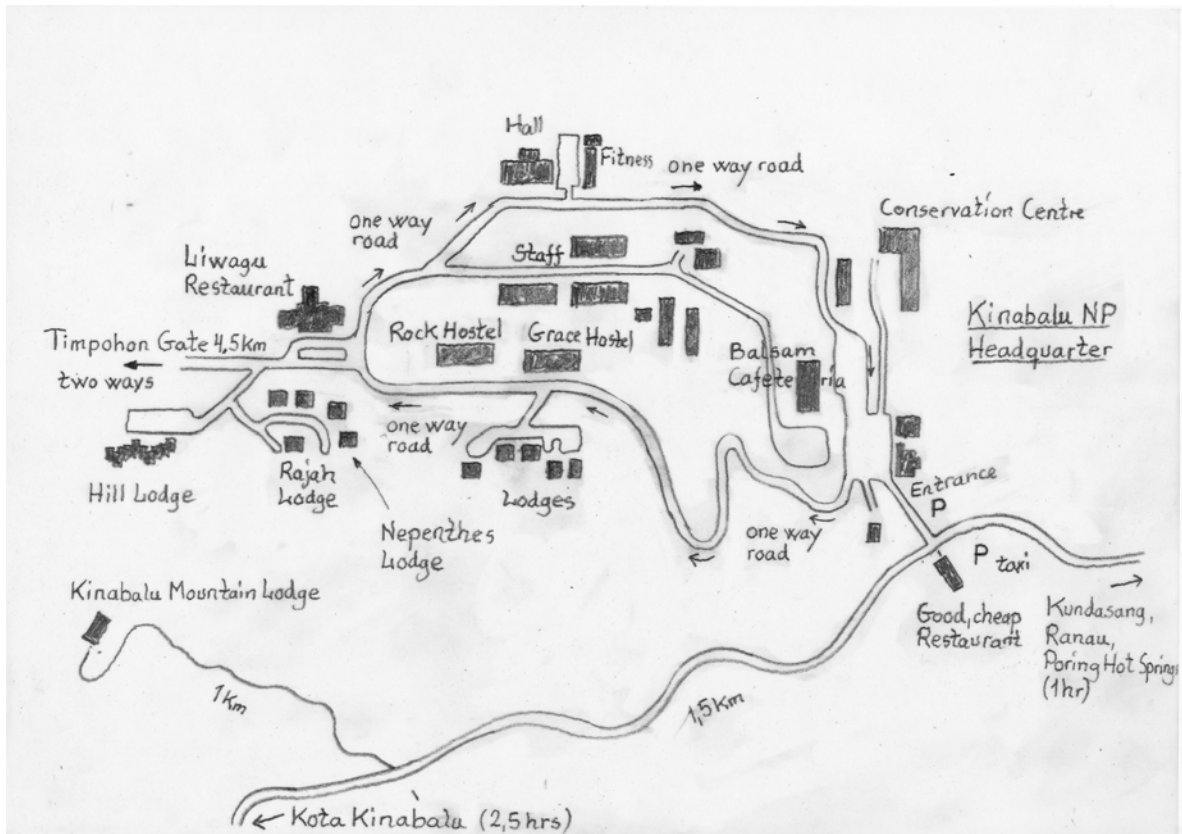 Hall
Fitness
one way road
one way
road
Conservation Centre
Staff
Liwagu
Restaurant
Kinabalu NP
Headquarter
Rock Hostel
Grace Hostel
Timpohon Gate 4,5Km
two ways
Balsam
Cafeteria
one way
road
Rajah
Lodge
Hill Lodge
Lodges
Entrance
P
Nepenthes
Lodge
one way
road
P taxi
Kinabalu Mountain Lodge
Good, cheap
Restaurant
Kundasang,
Ranau,
Poring Hot Springs
(1hr)
1Km
1,5Km
Kota Kinabalu (2,5hrs)